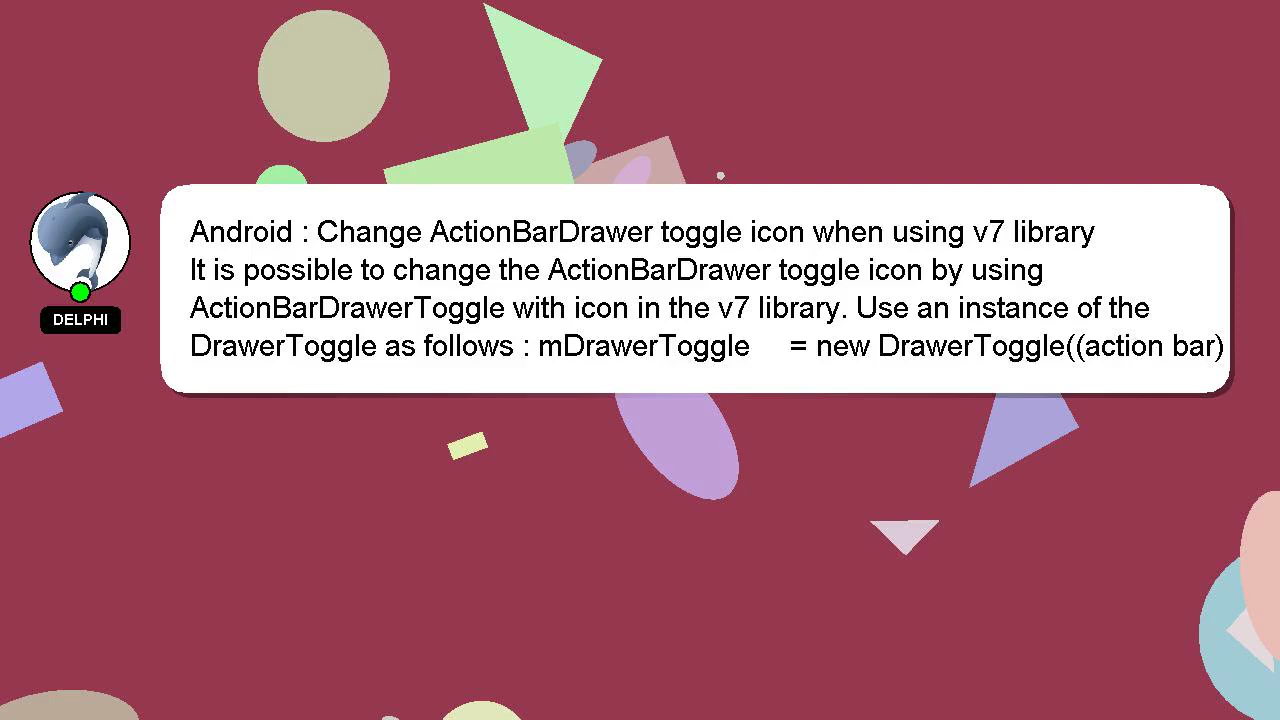 Android : Change ActionBarDrawer toggle icon when using v7 library
It is possible to change the ActionBarDrawer toggle icon by using
ActionBarDrawerToggle with icon in the v7 library. Use an instance of the
DrawerToggle as follows : mDrawerToggle     = new DrawerToggle((action bar)
DELPHI